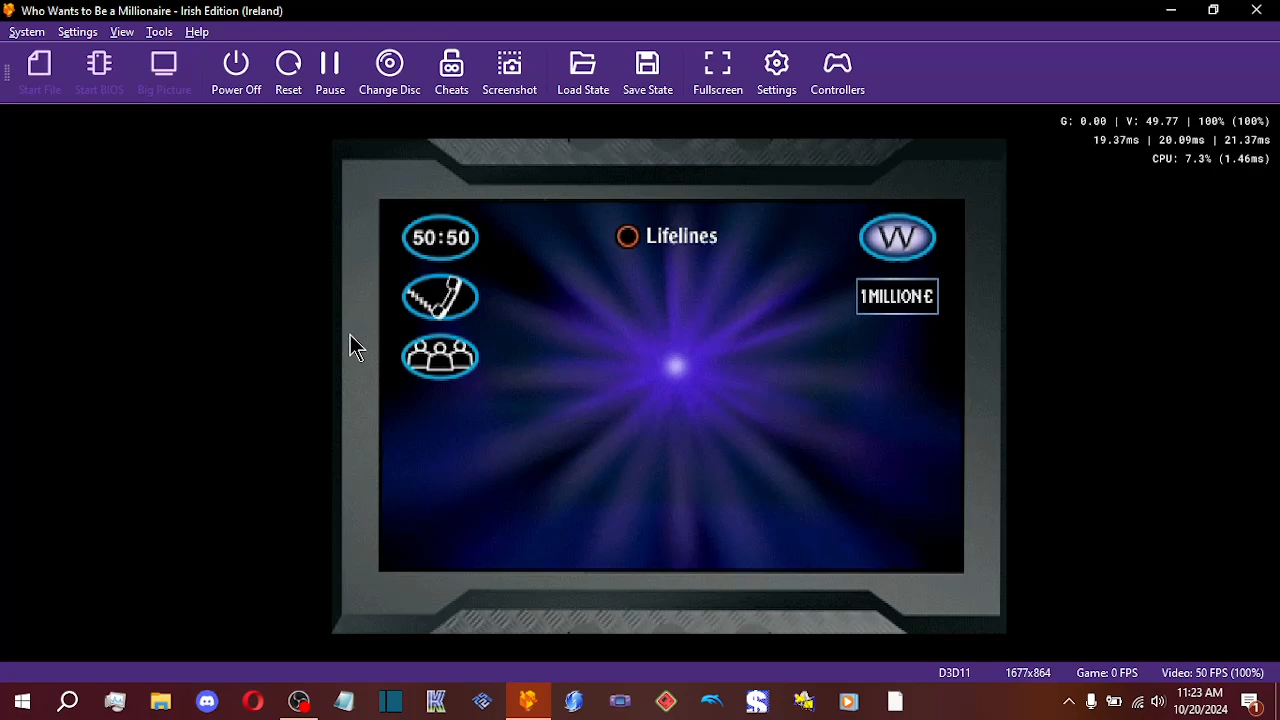 Who Wants to Be a Millionaire - Irish Edition (Ireland)
System Settings View Tools Help
Start File Start BIOS Big Picture Power Off Reset Pause Change Disc Cheats Screenshot Load State Save State Fullscreen Settings Controllers
G: 0.00 | V: 49.77 | 100% (100%)
19.37ms | 20.09ms | 21.37ms
CPU: 7.3% (1.46ms)
50:50 Lifelines W
1 MILLION £
D3D11 1677x864 Game: 0 FPS Video: 50 FPS (100%)
11:23 AM
10/20/2024 1